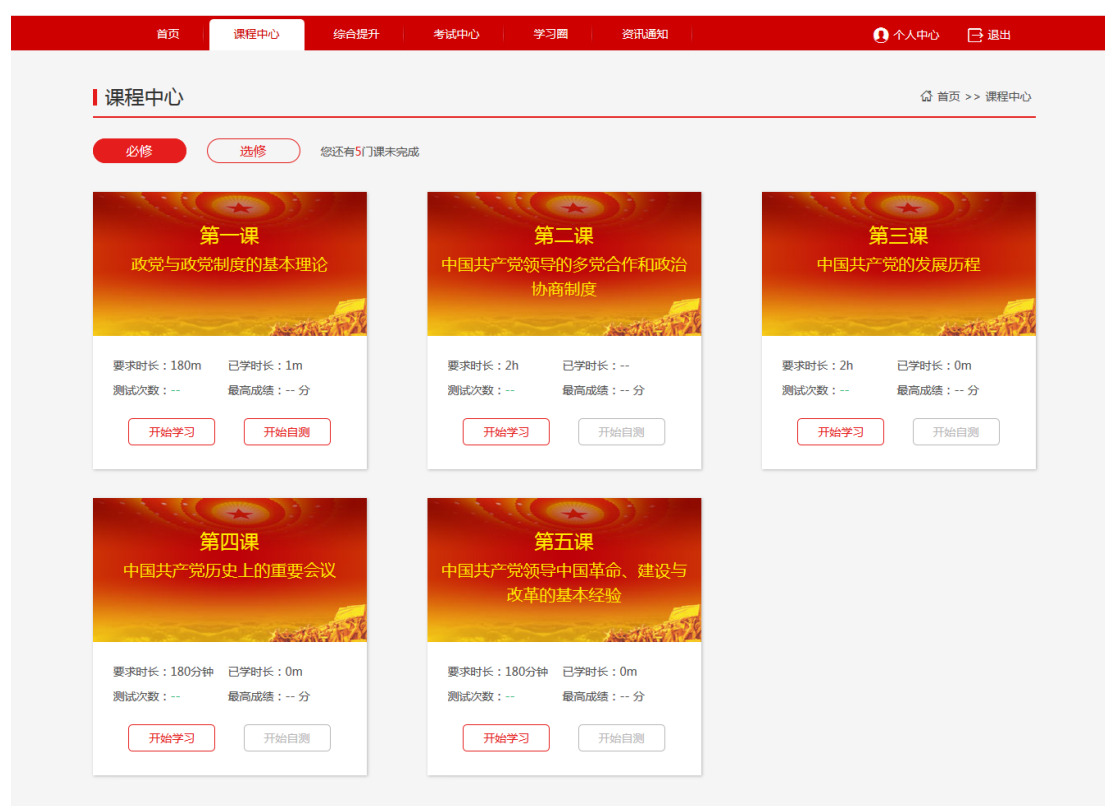 首页 课程中心 综合提升 考试中心 学习圈 资讯通知 个人中心 退出
课程中心 首页 >> 课程中心
必修 选修 您还有5门课未完成
第一课
政党与政党制度的基本理论
要求时长：180m 已学时长：1m
测试次数：-- 最高成绩：-- 分
开始学习 开始自测
第二课
中国共产党领导的多党合作和政治
协商制度
要求时长：2h 已学时长：--
测试次数：-- 最高成绩：-- 分
开始学习 开始自测
第三课
中国共产党的发展历程
要求时长：2h 已学时长：0m
测试次数：-- 最高成绩：-- 分
开始学习 开始自测
第四课
中国共产党历史上的重要会议
要求时长：180分钟 已学时长：0m
测试次数：-- 最高成绩：-- 分
开始学习 开始自测
第五课
中国共产党领导中国革命、建设与
改革的基本经验
要求时长：180分钟 已学时长：0m
测试次数：-- 最高成绩：-- 分
开始学习 开始自测